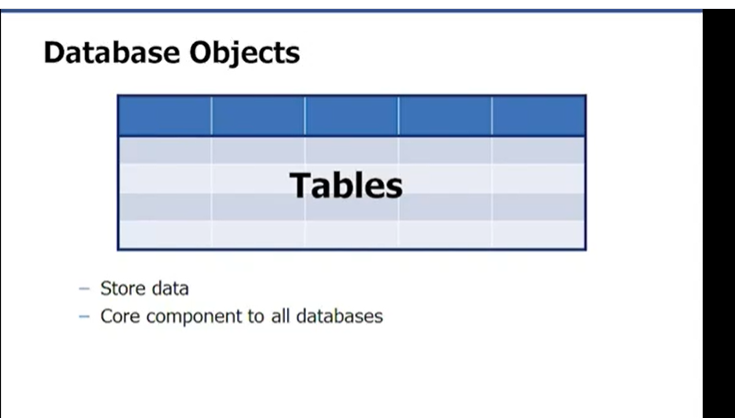 Database Objects
Tables
– Store data
– Core component to all databases